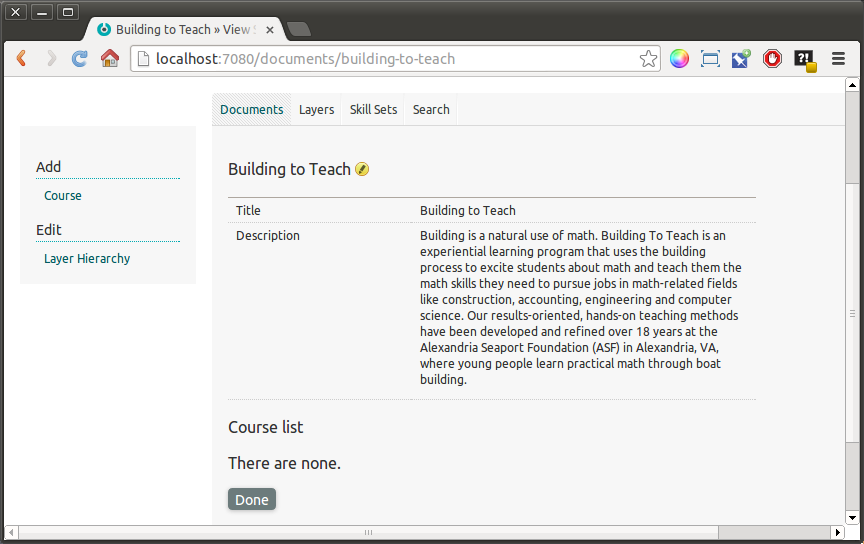 Building to Teach » View S
localhost:7080/documents/building-to-teach
?!
Documents Layers Skill Sets Search
Add
Course
Edit
Layer Hierarchy
Building to Teach
Title Building to Teach
Description Building is a natural use of math. Building To Teach is an
experiential learning program that uses the building
process to excite students about math and teach them the
math skills they need to pursue jobs in math-related fields
like construction, accounting, engineering and computer
science. Our results-oriented, hands-on teaching methods
have been developed and refined over 18 years at the
Alexandria Seaport Foundation (ASF) in Alexandria, VA,
where young people learn practical math through boat
building.
Course list
There are none.
Done